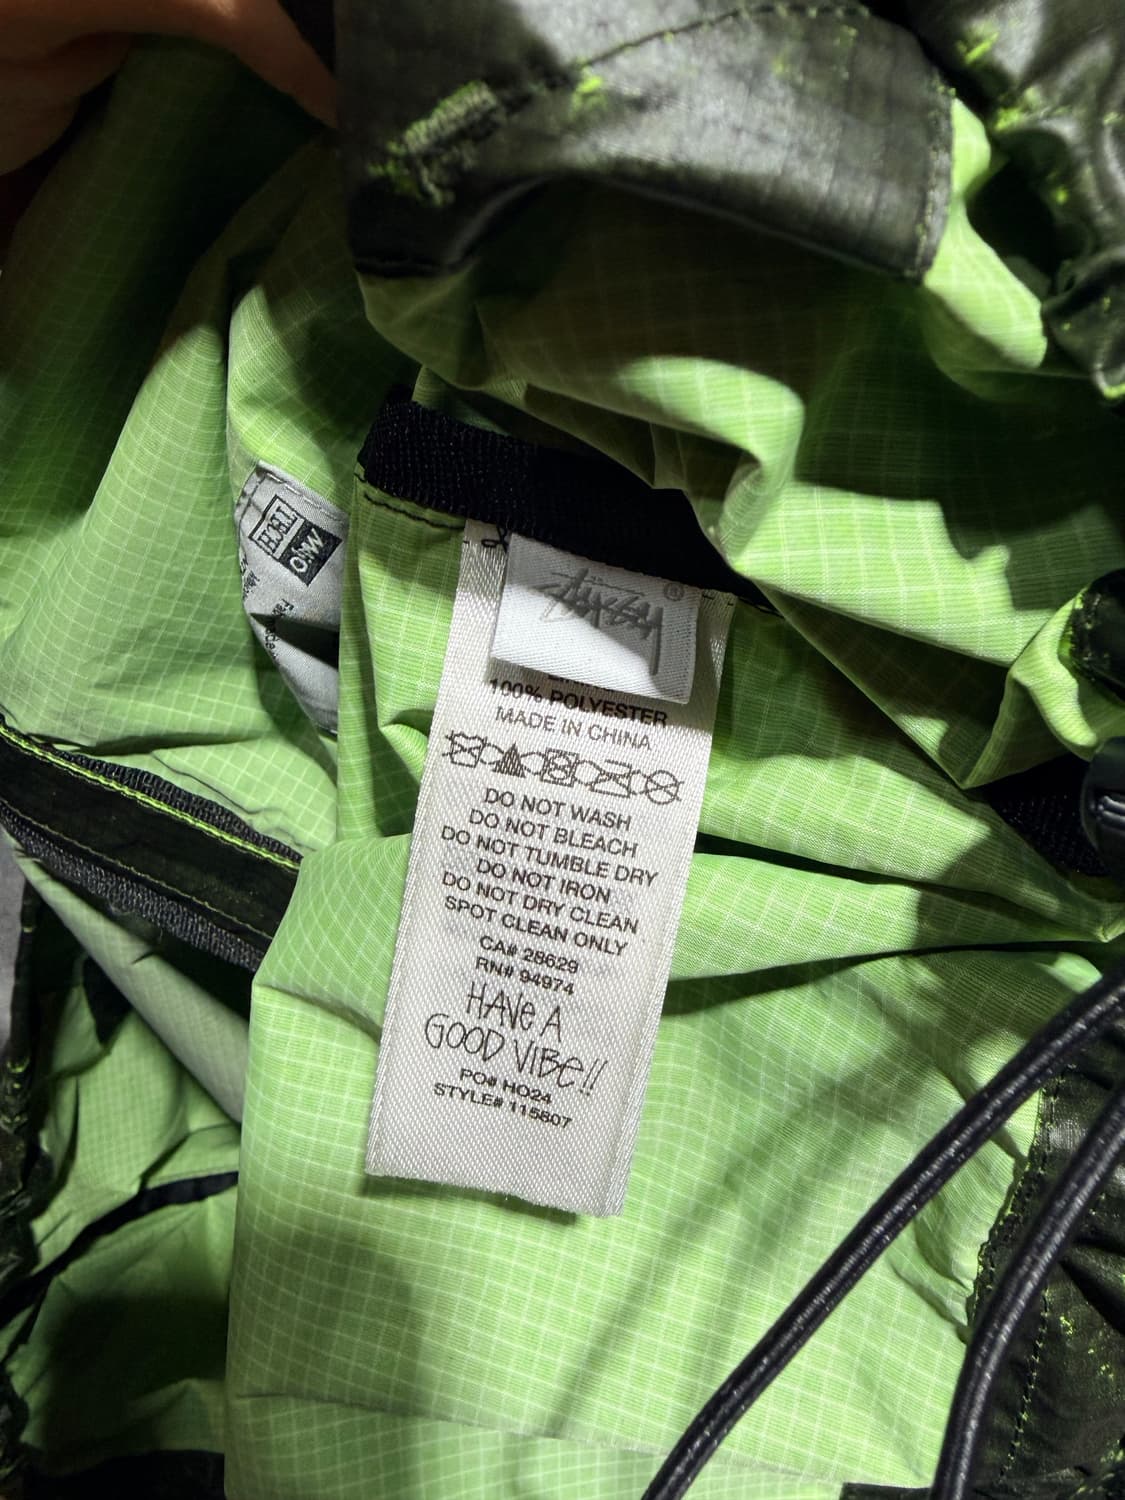 STÜSSY ®
100% POLYESTER
MADE IN CHINA
DO NOT WASH
DO NOT BLEACH
DO NOT TUMBLE DRY
DO NOT IRON
DO NOT DRY CLEAN
SPOT CLEAN ONLY
CA# 28629
RN# 94974
HAVE A
GOOD VIBE!!
PO# HO24
STYLE# 115807